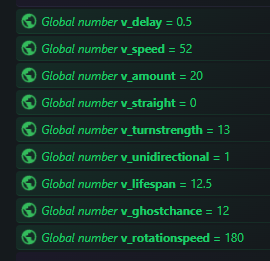 Global number v_delay = 0.5
Global number v_speed = 52
Global number v_amount = 20
Global number v_straight = 0
Global number v_turnstrength = 13
Global number v_unidirectional = 1
Global number v_lifespan = 12.5
Global number v_ghostchance = 12
Global number v_rotationspeed = 180